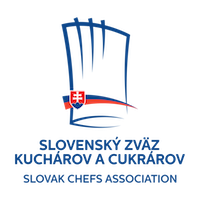 SLOVENSKÝ ZVÄZ
KUCHÁROV A CUKRÁROV
SLOVAK CHEFS ASSOCIATION